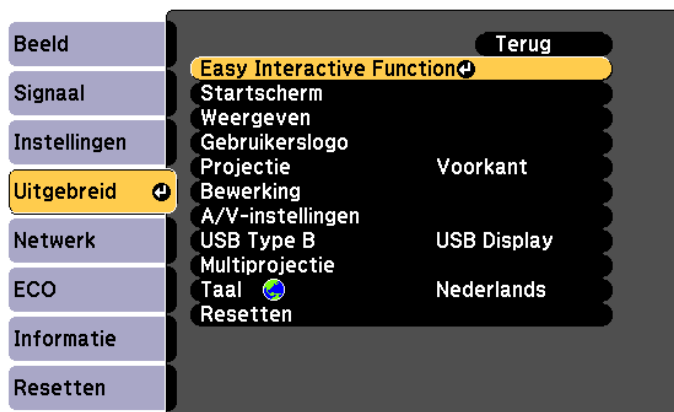 Beeld
Signaal
Instellingen
Uitgebreid
Netwerk
ECO
Informatie
Resetten
Terug
Easy Interactive Function
Startscherm
Weergeven
Gebruikerslogo
Projectie Voorkant
Bewerking
A/V-instellingen
USB Type B USB Display
Multiprojectie
Taal Nederlands
Resetten